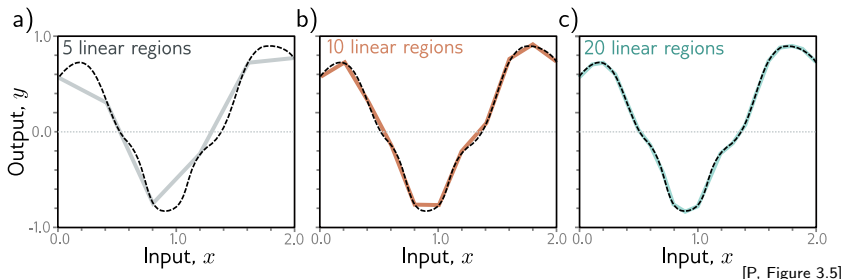 a)
5 linear regions
1.0
0.0
-1.0
Output, y
0.0
1.0
2.0
Input, x
b)
10 linear regions
0.0
1.0
2.0
Input, x
c)
20 linear regions
0.0
1.0
2.0
Input, x
[P, Figure 3.5]